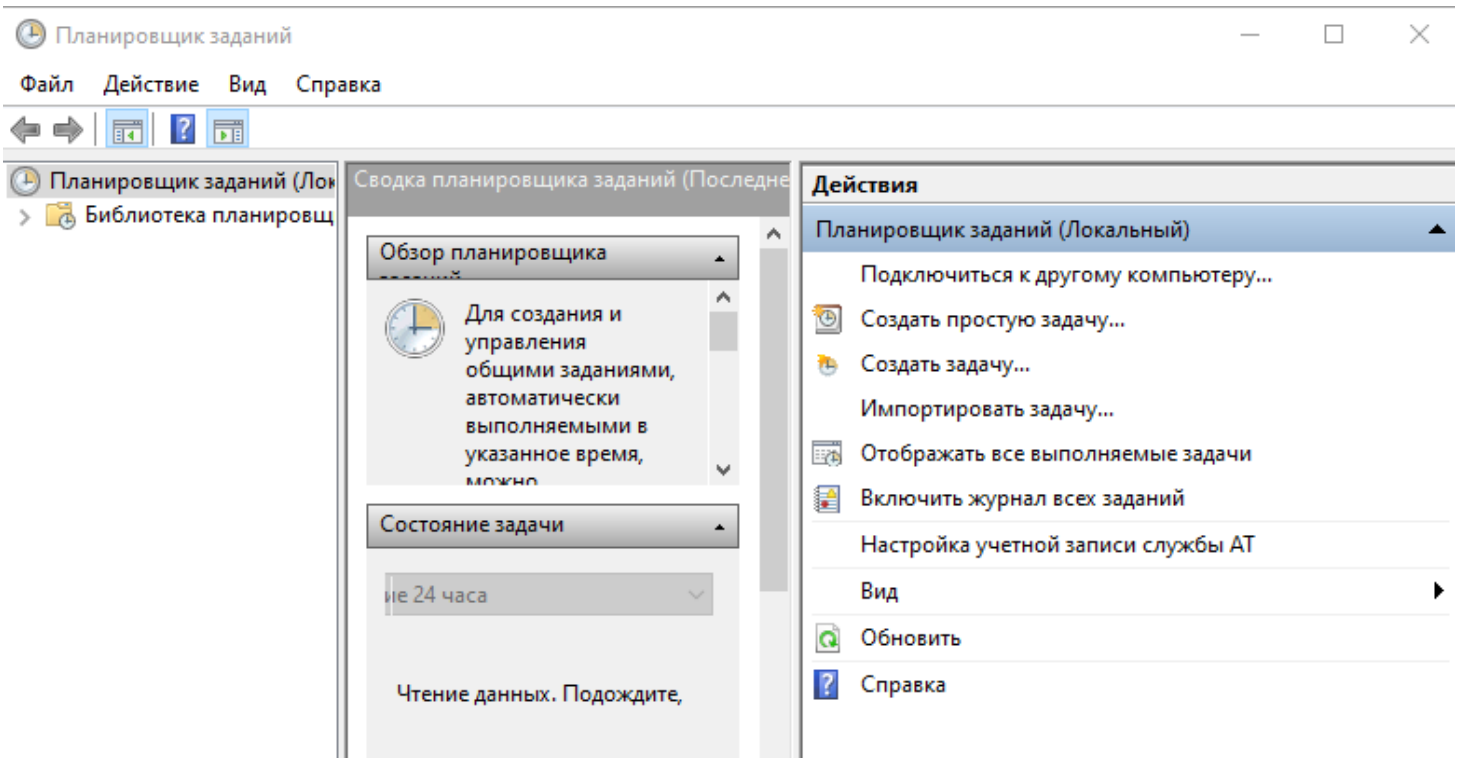 Планировщик заданий
Файл Действие Вид Справка
Планировщик заданий (Лок
Библиотека планировщ
Сводка планировщика заданий (Последне
Обзор планировщика
Для создания и
управления
общими заданиями,
автоматически
выполняемыми в
указанное время,
можно
Состояние задачи
ие 24 часа
Чтение данных. Подождите,
Действия
Планировщик заданий (Локальный)
Подключиться к другому компьютеру...
Создать простую задачу...
Создать задачу...
Импортировать задачу...
Отображать все выполняемые задачи
Включить журнал всех заданий
Настройка учетной записи службы АТ
Вид
Обновить
Справка